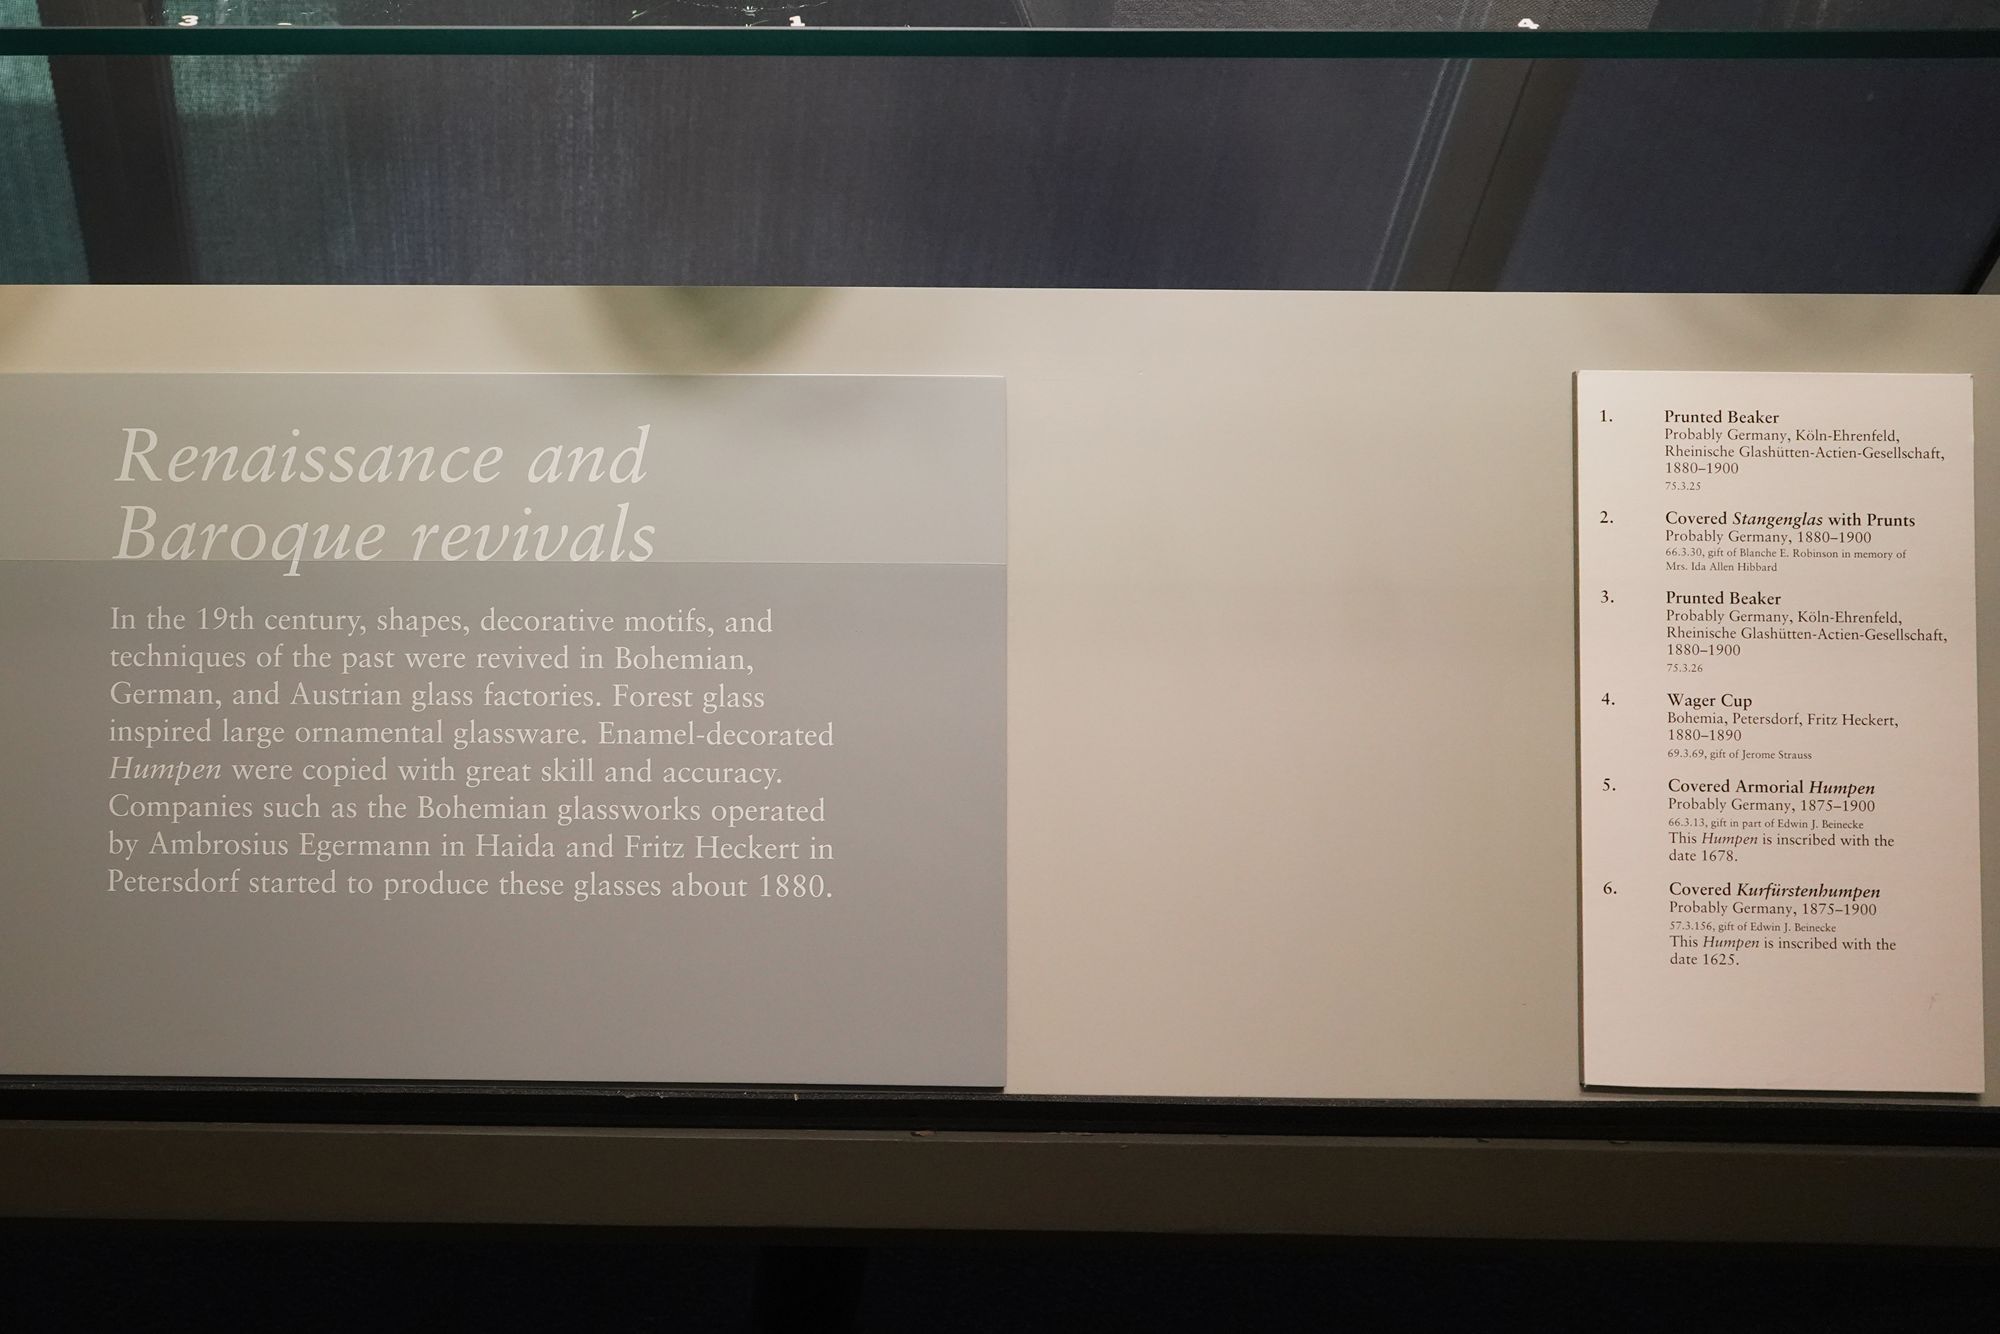 3
1
4
Renaissance and
Baroque revivals
In the 19th century, shapes, decorative motifs, and
techniques of the past were revived in Bohemian,
German, and Austrian glass factories. Forest glass
inspired large ornamental glassware. Enamel-decorated
Humpen were copied with great skill and accuracy.
Companies such as the Bohemian glassworks operated
by Ambrosius Egermann in Haida and Fritz Heckert in
Petersdorf started to produce these glasses about 1880.
1. Prunted Beaker
Probably Germany, Köln-Ehrenfeld,
Rheinische Glashütten-Actien-Gesellschaft,
1880–1900
75.3.25
2. Covered Stangenglas with Prunts
Probably Germany, 1880–1900
66.3.30, gift of Blanche E. Robinson in memory of
Mrs. Ida Allen Hibbard
3. Prunted Beaker
Probably Germany, Köln-Ehrenfeld,
Rheinische Glashütten-Actien-Gesellschaft,
1880–1900
75.3.26
4. Wager Cup
Bohemia, Petersdorf, Fritz Heckert,
1880–1890
69.3.69, gift of Jerome Strauss
5. Covered Armorial Humpen
Probably Germany, 1875–1900
66.3.13, gift in part of Edwin J. Beinecke
This Humpen is inscribed with the
date 1678.
6. Covered Kurfürstenhumpen
Probably Germany, 1875–1900
57.3.156, gift of Edwin J. Beinecke
This Humpen is inscribed with the
date 1625.